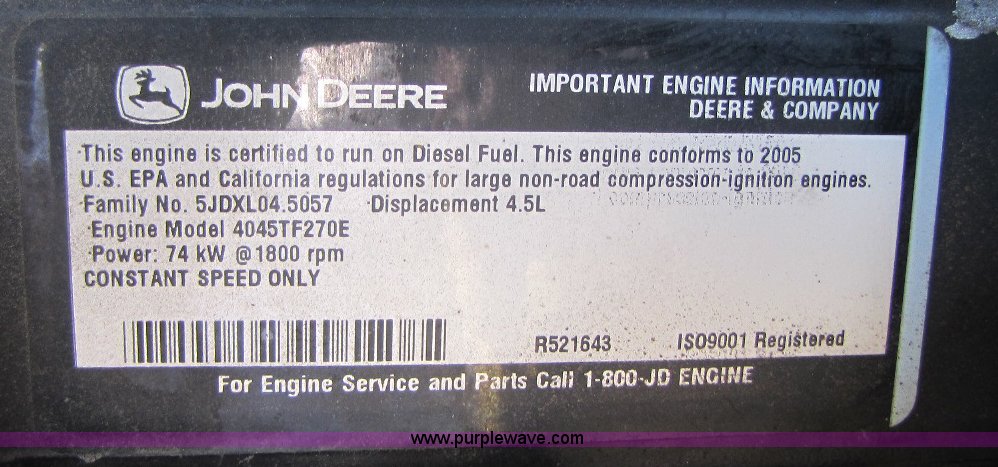 JOHN DEERE
IMPORTANT ENGINE INFORMATION
DEERE & COMPANY
This engine is certified to run on Diesel Fuel. This engine conforms to 2005
U.S. EPA and California regulations for large non-road compression-ignition engines.
Family No. 5JDXL04.5057 Displacement 4.5L
Engine Model 4045TF270E
Power: 74 kW @1800 rpm
CONSTANT SPEED ONLY
R521643 ISO9001 Registered
For Engine Service and Parts Call 1-800-JD ENGINE
www.purplewave.com